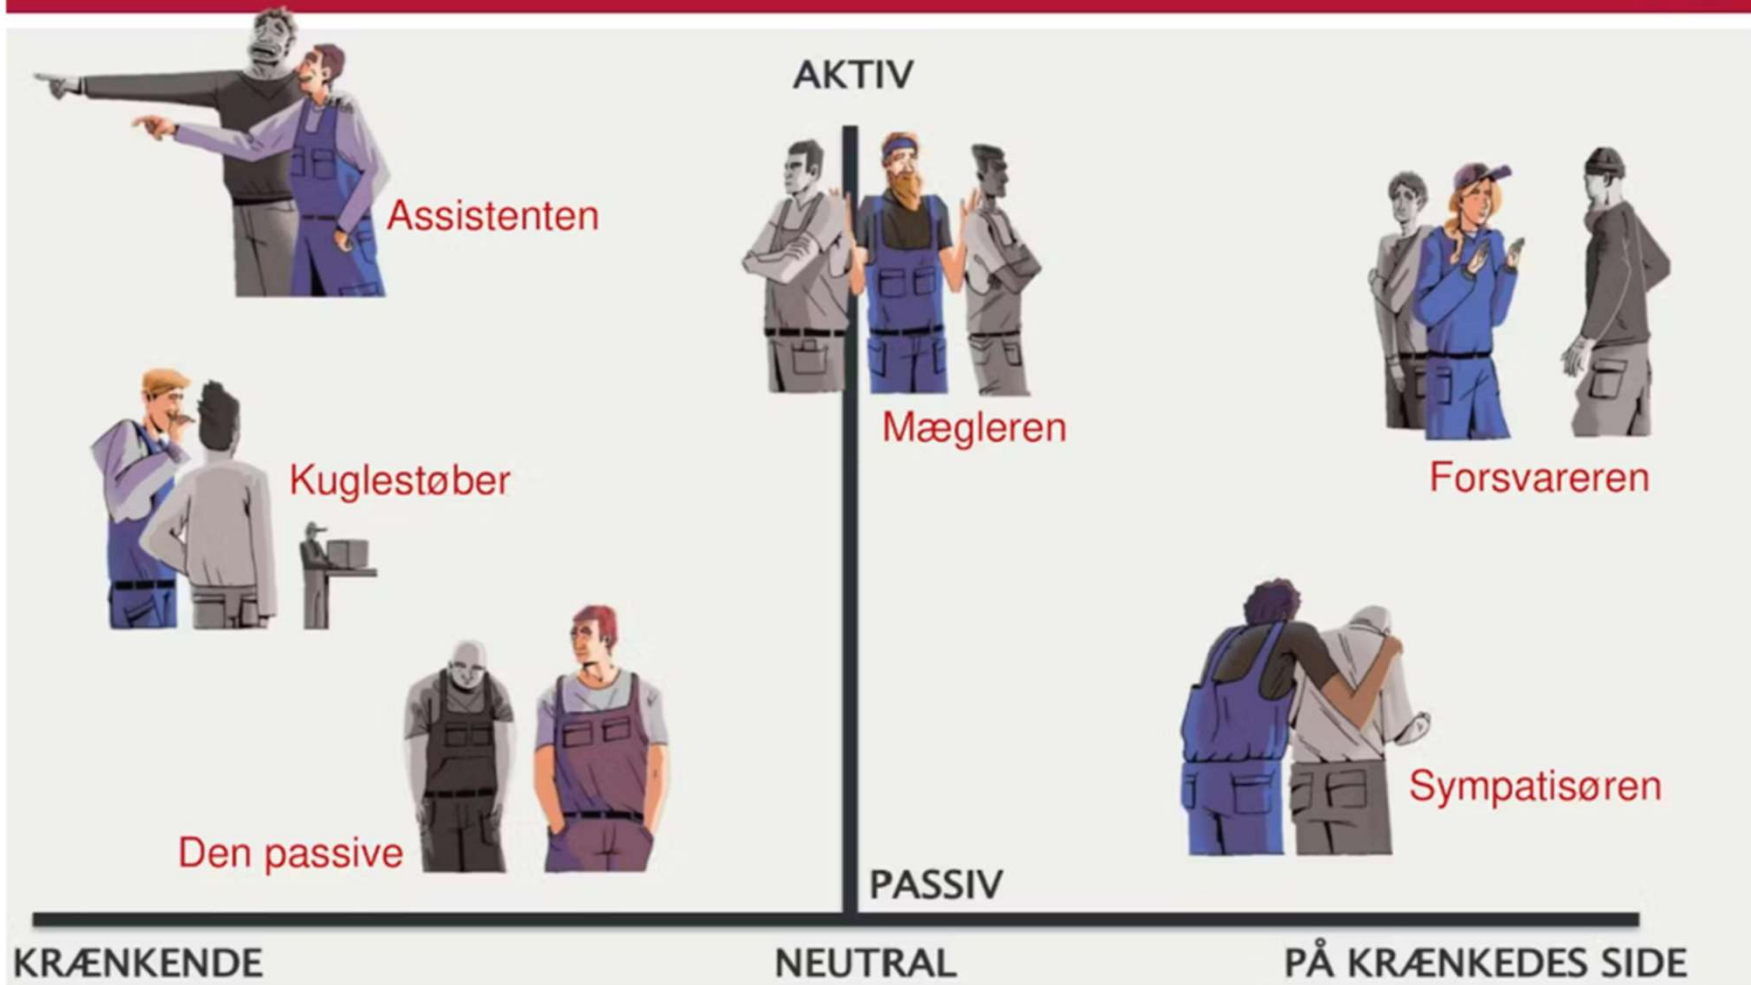 AKTIV
Assistenten
Mægleren
Kuglestøber
Forsvareren
Sympatisøren
Den passive
PASSIV
KRÆNKENDE
NEUTRAL
PÅ KRÆNKEDES SIDE